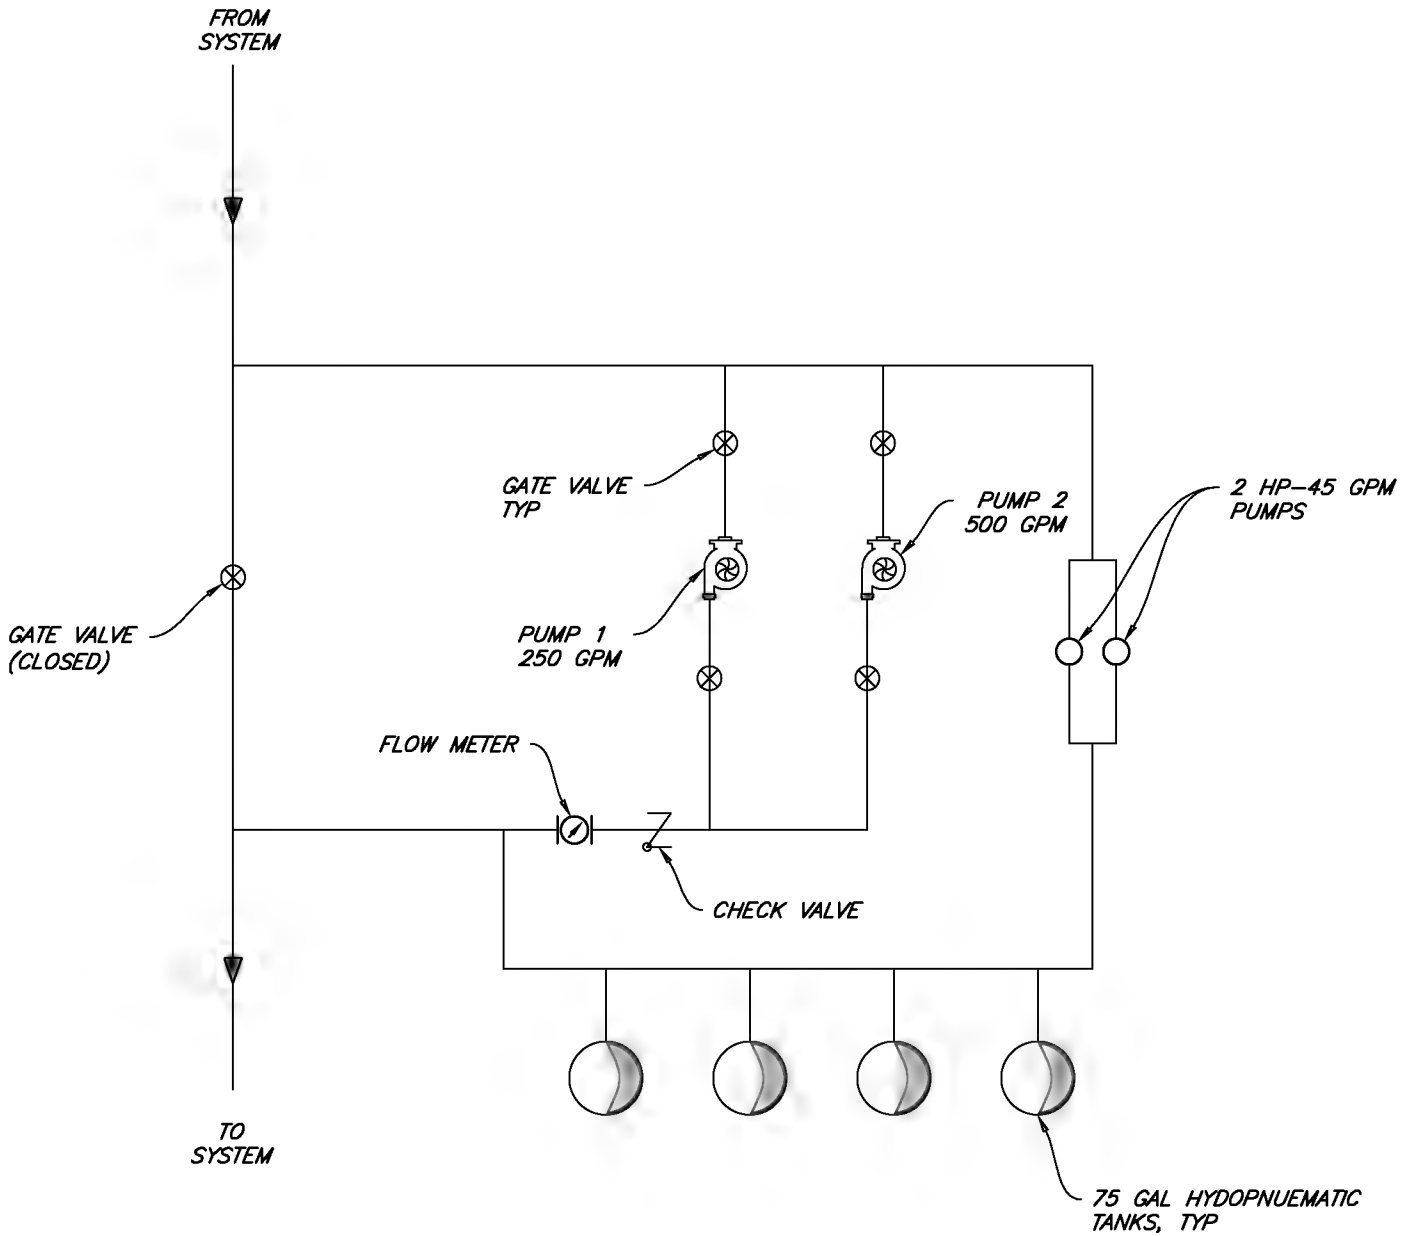 FROM
SYSTEM
GATE VALVE
TYP
PUMP 2
500 GPM
2 HP-45 GPM
PUMPS
GATE VALVE
(CLOSED)
PUMP 1
250 GPM
FLOW METER
CHECK VALVE
TO
SYSTEM
75 GAL HYDOPNUEMATIC
TANKS, TYP